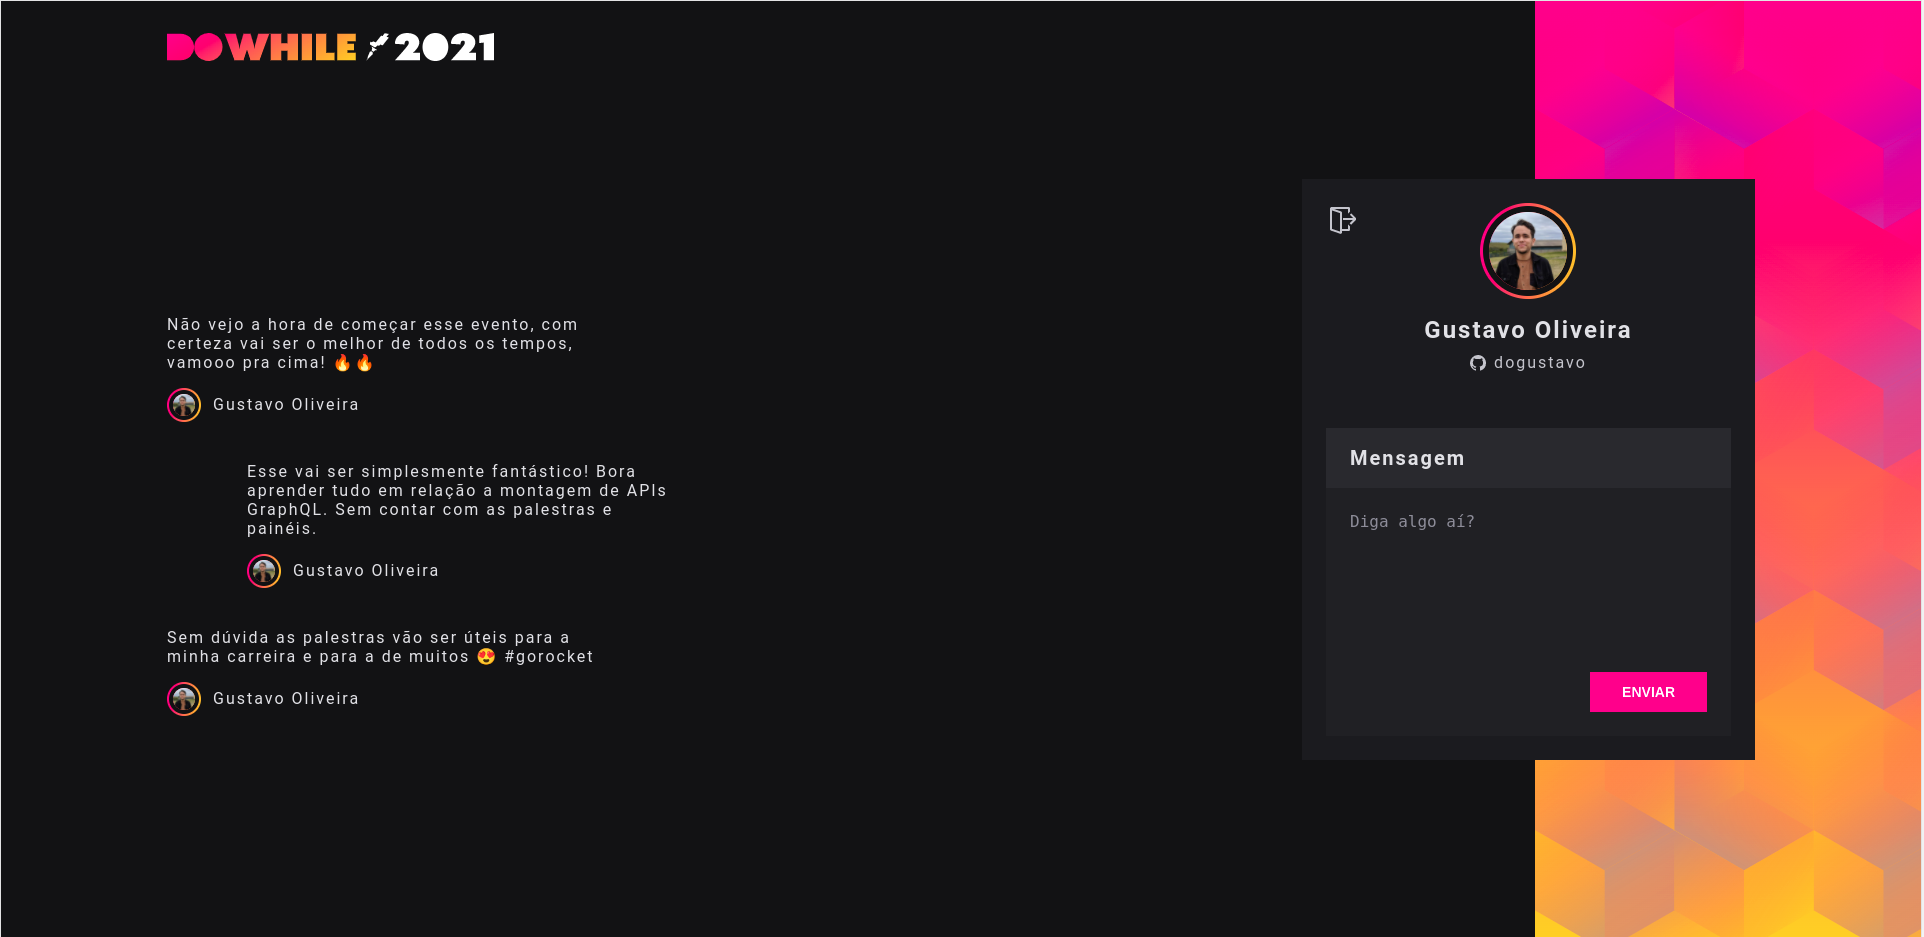 DOWHILE 2021
Não vejo a hora de começar esse evento, com
certeza vai ser o melhor de todos os tempos,
vamooo pra cima! 🔥🔥
Gustavo Oliveira
Esse vai ser simplesmente fantástico! Bora
aprender tudo em relação a montagem de APIs
GraphQL. Sem contar com as palestras e
painéis.
Gustavo Oliveira
Sem dúvida as palestras vão ser úteis para a
minha carreira e para a de muitos 😍 #gorocket
Gustavo Oliveira
Gustavo Oliveira
dogustavo
Mensagem
Diga algo aí?
ENVIAR